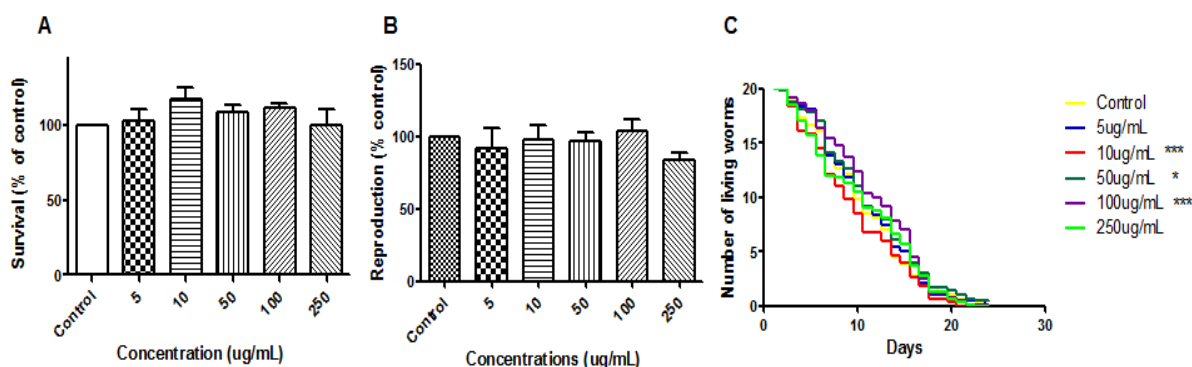 A
Survival (% of control)
100
50
0
Control
5
10
50
100
250
Concentration (ug/mL)
B
Reproduction (% control)
150
100
50
0
Control
5
10
50
100
250
Concentrations (ug/mL)
C
Number of living worms
20
15
10
5
0
0
10
20
30
Days
Control
5ug/mL
10ug/mL ***
50ug/mL *
100ug/mL ***
250ug/mL